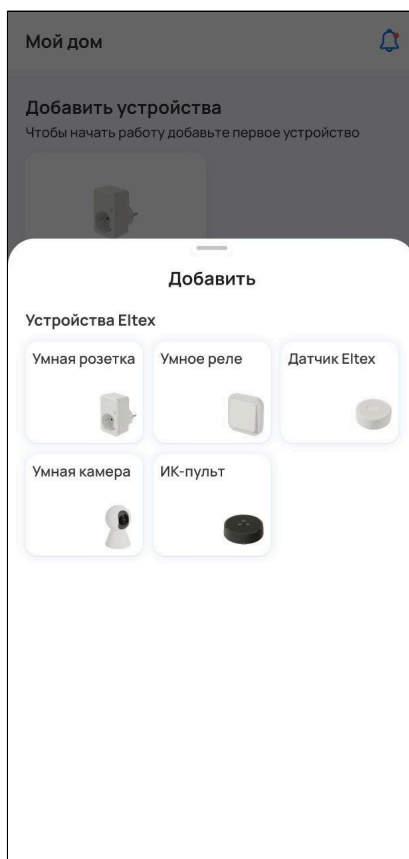 Мой дом
Добавить устройства
Чтобы начать работу добавьте первое устройство
Добавить
Устройства Eltex
Умная розетка
Умное реле
Датчик Eltex
Умная камера
ИК-пульт